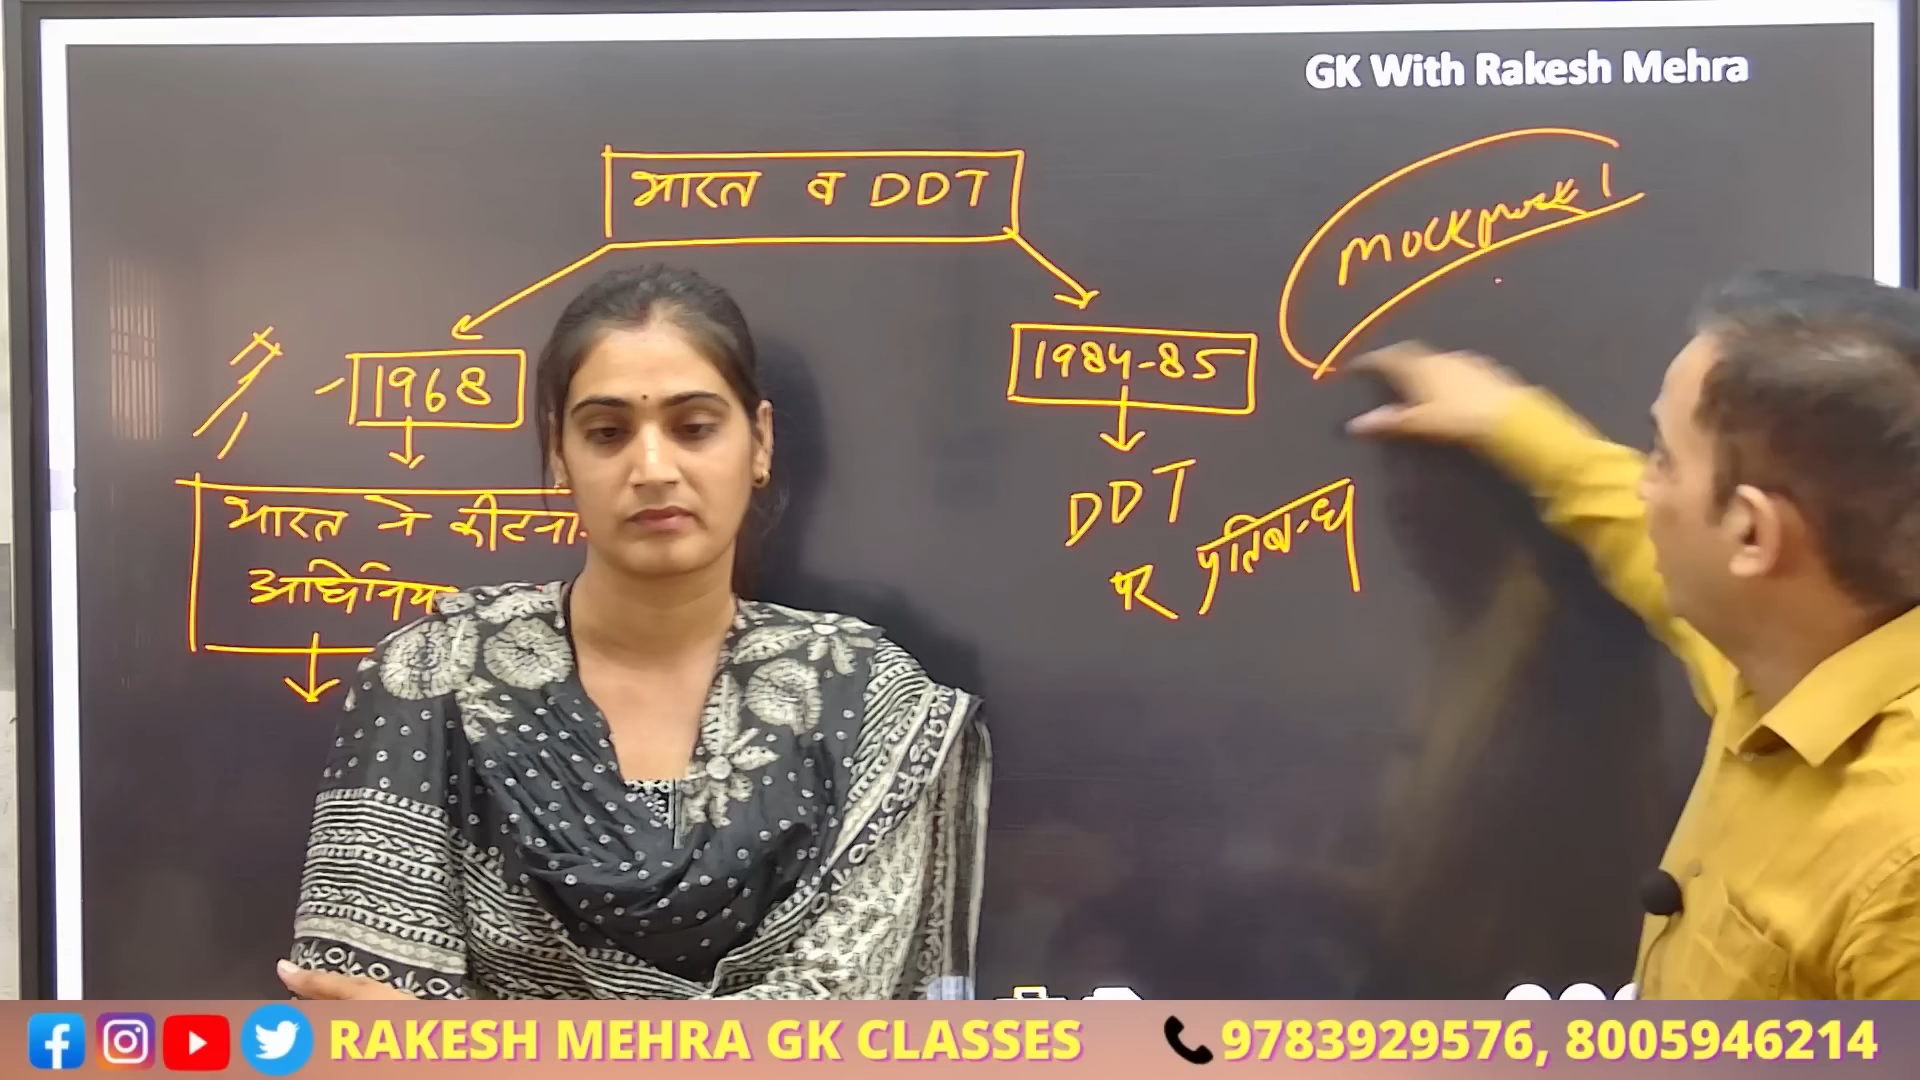 GK With Rakesh Mehra
भारत व DDT
1968
1984-85
भारत ने कीटना
अधिनिय
DDT
पर प्रतिबन्ध
RAKESH MEHRA GK CLASSES
9783929576, 8005946214